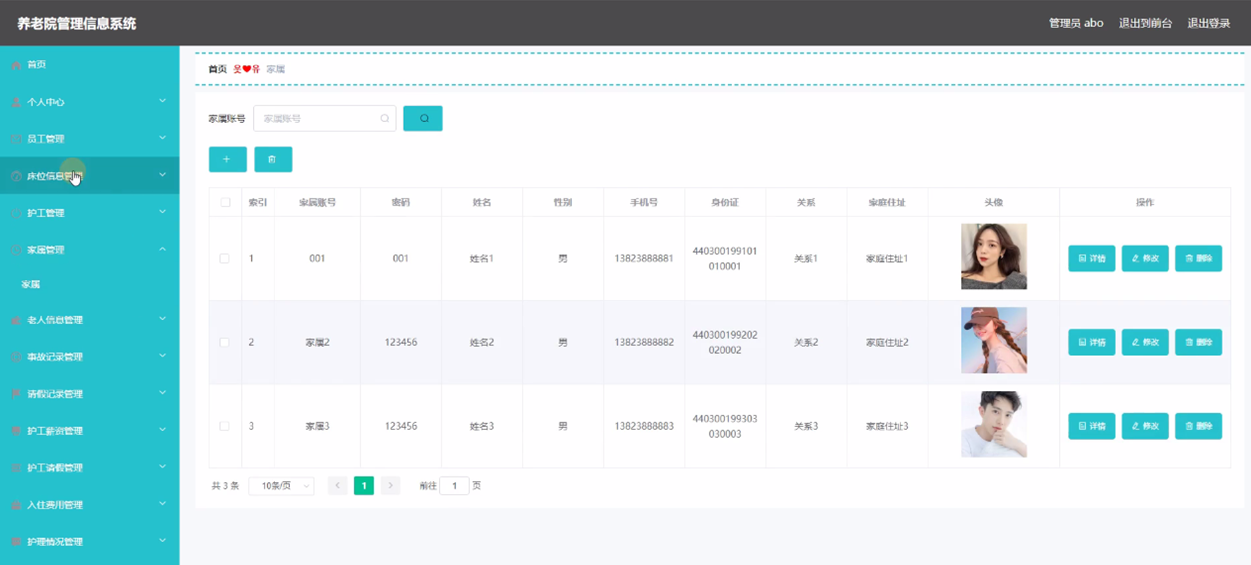 养老院管理信息系统
管理员 abo 退出到前台 退出登录
首页
个人中心
员工管理
床位信息管理
护工管理
家属管理
家属
老人信息管理
事故记录管理
请假记录管理
护工薪资管理
护工请假管理
入住费用管理
护理情况管理
首页 웃❤유 家属
家属账号 家属账号
索引 家属账号 密码 姓名 性别 手机号 身份证 关系 家庭住址 头像 操作
1 001 001 姓名1 男 13823888881 440300199101010001 关系1 家庭住址1 详情 修改 删除
2 家属2 123456 姓名2 男 13823888882 440300199202020002 关系2 家庭住址2 详情 修改 删除
3 家属3 123456 姓名3 男 13823888883 440300199303030003 关系3 家庭住址3 详情 修改 删除
共 3 条 10条/页 1 前往 1 页